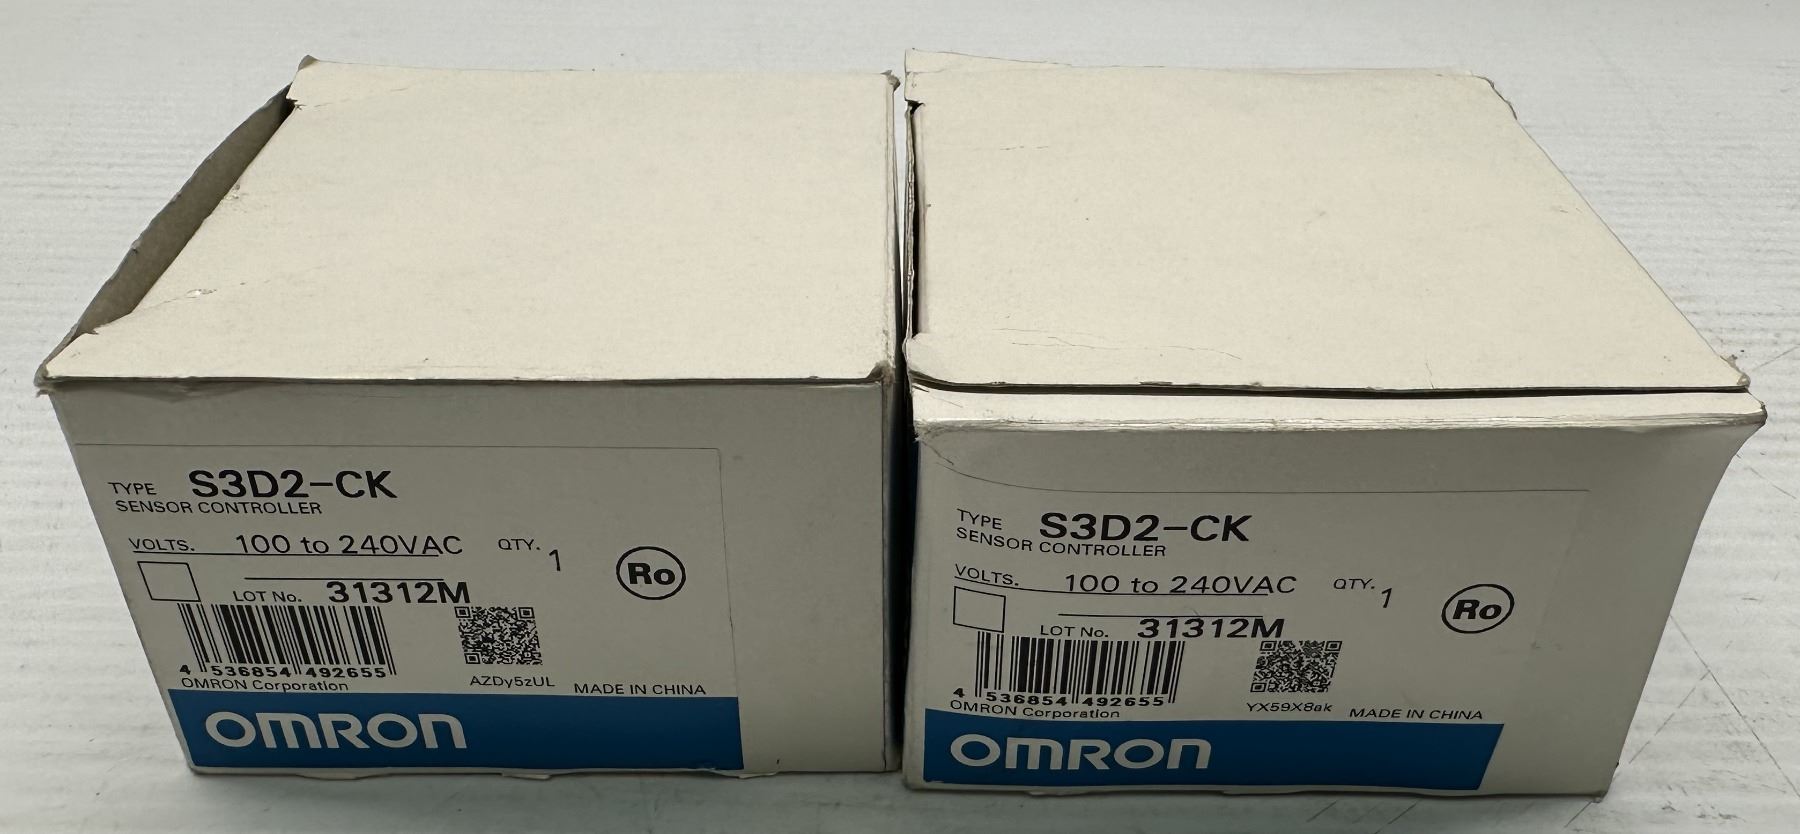 TYPE S3D2-CK
SENSOR CONTROLLER
VOLTS. 100 to 240VAC QTY. 1
Ro
LOT No. 31312M
4 536854 492655
OMRON Corporation
AZDy5zUL MADE IN CHINA
OMRON
TYPE S3D2-CK
SENSOR CONTROLLER
VOLTS. 100 to 240VAC QTY. 1
Ro
LOT No. 31312M
4 536854 492655
OMRON Corporation
YX59X8ak MADE IN CHINA
OMRON